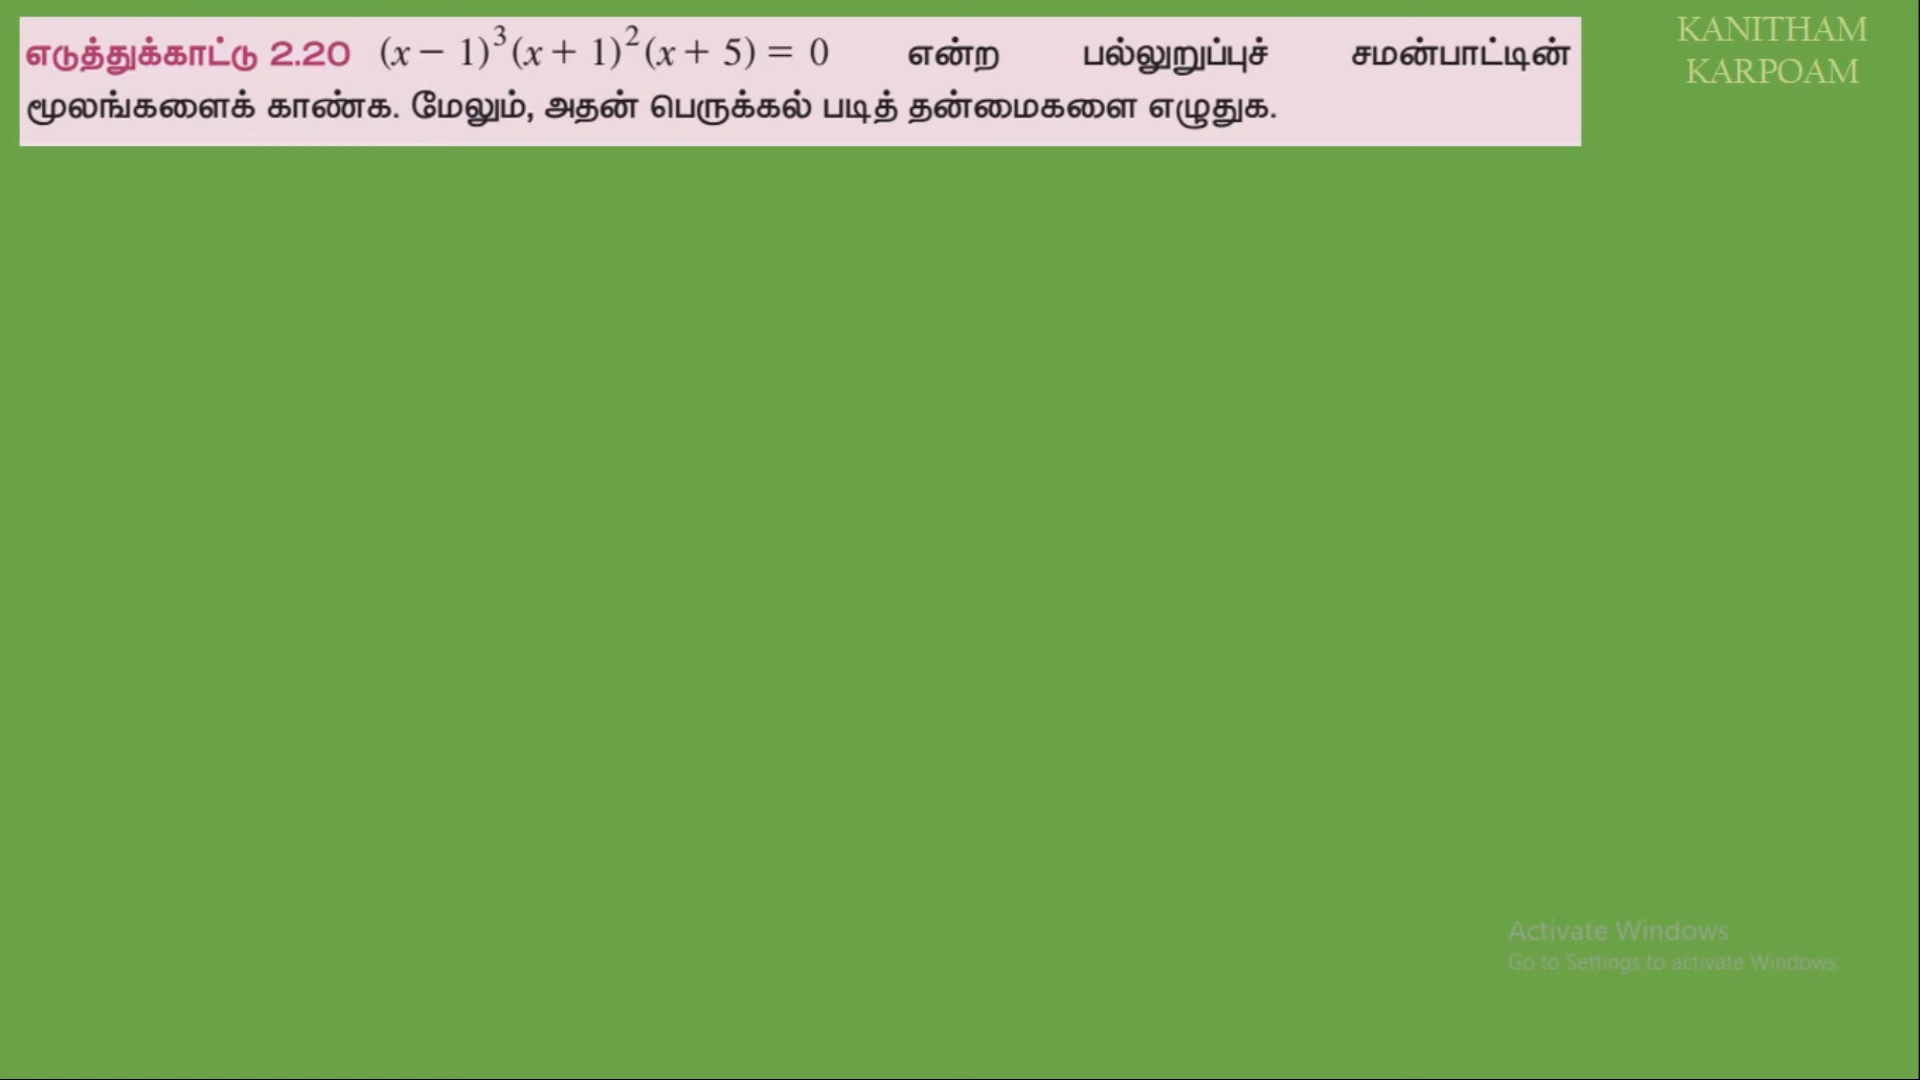 எடுத்துக்காட்டு 2.20 (x − 1)³(x + 1)²(x + 5) = 0 என்ற பல்லுறுப்புச் சமன்பாட்டின்
மூலங்களைக் காண்க. மேலும், அதன் பெருக்கல் படித் தன்மைகளை எழுதுக.
KANITHAM
KARPOAM
Activate Windows
Go to Settings to activate Windows.